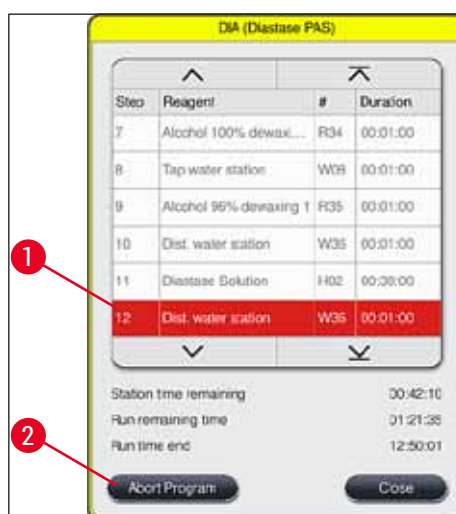 DIA (Diastase PAS)
Step Reagent # Duration
7 Alcohol 100% dewaxi... R34 00:01:00
8 Tap water station W09 00:01:00
9 Alcohol 96% dewaxing 1 R35 00:01:00
10 Dist. water station W36 00:01:00
11 Diastase Solution H02 00:30:00
1
12 Dist. water station W36 00:01:00
Station time remaining 00:42:10
Run remaining time 01:21:35
Run time end 12:50:01
2
Abort Program Close